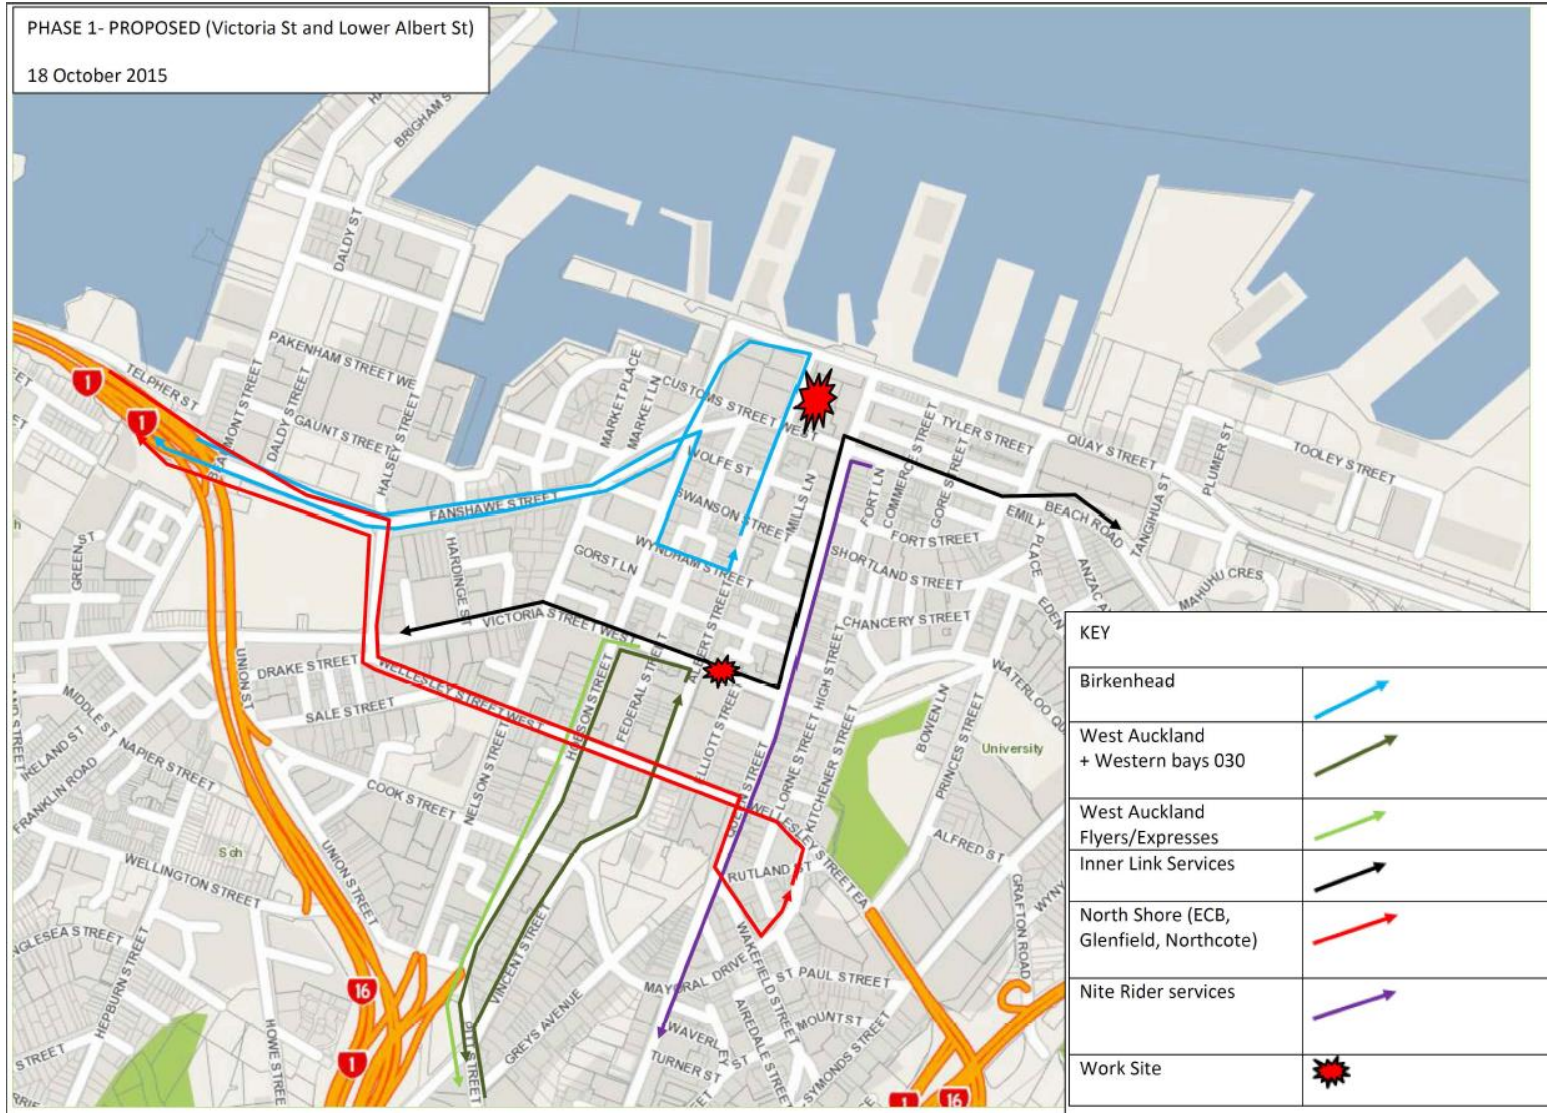 PHASE 1- PROPOSED (Victoria St and Lower Albert St)
18 October 2015
BRIGHAM S
DALDY ST
PAKENHAM STREET WE
TELPHER ST
1
1
BEAUMONT STREET
DALDY STREET
GAUNT STREET
HALSEY STREET
MARKET PLACE
MARKET LN
CUSTOMS STREET WEST
WOLFE ST
SWANSON STREET
MILLS LN
FANSHAWE STREET
WYNDHAM STREET
GORST LN
HARDINGE ST
GREEN ST
VICTORIA STREET WEST
ALBERT STREET
FORT LN
COMMERCE STREET
GORE STREET
TYLER STREET
QUAY STREET
PLUMER ST
TOOLEY STREET
TANGIHUA ST
BEACH ROAD
EMILY PLACE
FORT STREET
SHORTLAND STREET
ANZAC AV
MAHUHU CRES
EDEN
CHANCERY STREET
WATERLOO QU
DRAKE STREET
UNION ST
SALE STREET
WELLESLEY STREET WEST
HOBSON STREET
FEDERAL STREET
ELLIOTT STREET
QUEEN STREET
LORNE STREET
HIGH STREET
KITCHENER STREET
BOWEN LN
PRINCES STREET
University
MIDDLE ST
NAPIER STREET
IRELAND ST
FRANKLIN ROAD
COOK STREET
NELSON STREET
WELLESLEY STREET EA
ALFRED ST
RUTLAND ST
GRAFTON ROAD
WYNY
Sch
WELLINGTON STREET
UNION STREET
VINCENT STREET
GREYS AVENUE
PITT STREET
MAYORAL DRIVE
WAKEFIELD STREET
ST PAUL STREET
AIREDALE STREET
MOUNT ST
SYMONDS STREET
WAVERLEY ST
TURNER ST
NGLESEA STREET
HEPBURN STREET
HOWE STREET
STREET
16
1
1
16
KEY
Birkenhead
West Auckland
+ Western bays 030
West Auckland
Flyers/Expresses
Inner Link Services
North Shore (ECB,
Glenfield, Northcote)
Nite Rider services
Work Site